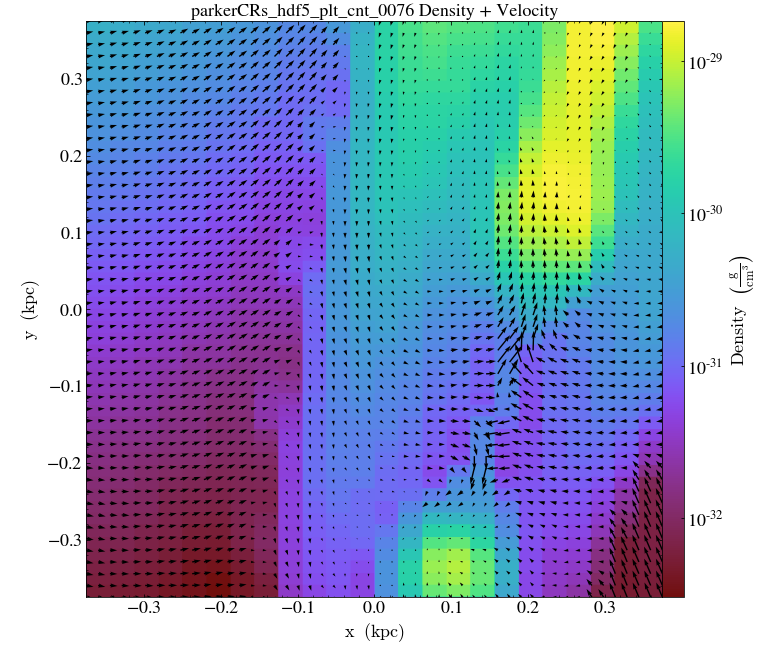 parkerCRs_hdf5_plt_cnt_0076 Density + Velocity
0.3
0.2
0.1
0.0
−0.1
−0.2
−0.3
y (kpc)
−0.3 −0.2 −0.1 0.0 0.1 0.2 0.3
x (kpc)
10^-29
10^-30
10^-31
10^-32
Density (g/cm^3)